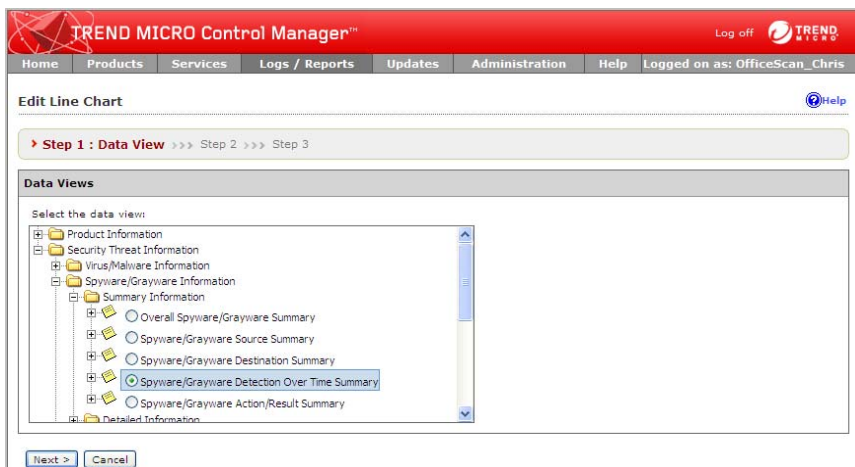 TREND MICRO Control Manager™
Log off
TREND MICRO
Home Products Services Logs / Reports Updates Administration Help Logged on as: OfficeScan_Chris
Edit Line Chart
Help
Step 1 : Data View >>> Step 2 >>> Step 3
Data Views
Select the data view:
Product Information
Security Threat Information
Virus/Malware Information
Spyware/Grayware Information
Summary Information
Overall Spyware/Grayware Summary
Spyware/Grayware Source Summary
Spyware/Grayware Destination Summary
Spyware/Grayware Detection Over Time Summary
Spyware/Grayware Action/Result Summary
Detailed Information
Next >
Cancel